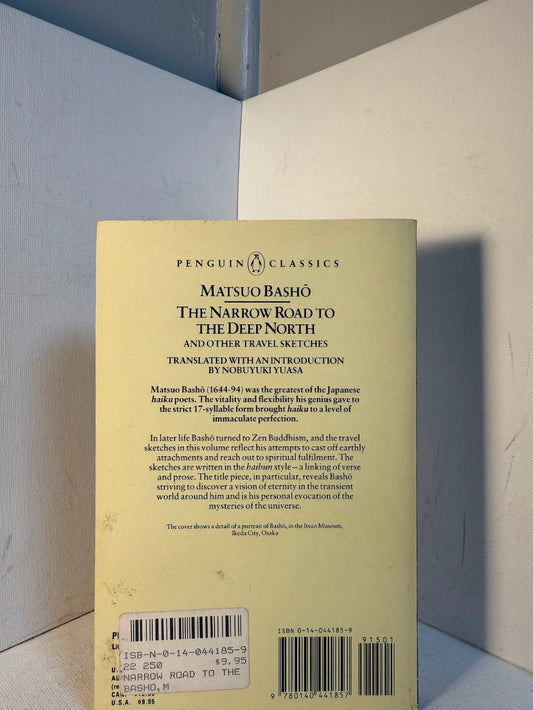 PENGUIN CLASSICS
MATSUO BASHŌ
THE NARROW ROAD TO
THE DEEP NORTH
AND OTHER TRAVEL SKETCHES
TRANSLATED WITH AN INTRODUCTION
BY NOBUYUKI YUASA
Matsuo Bashō (1644-94) was the greatest of the Japanese
haiku poets. The vitality and flexibility his genius gave to
the strict 17-syllable form brought haiku to a level of
immaculate perfection.
In later life Bashō turned to Zen Buddhism, and the travel
sketches in this volume reflect his attempts to cast off earthly
attachments and reach out to spiritual fulfilment. The
sketches are written in the haibun style – a linking of verse
and prose. The title piece, in particular, reveals Bashō
striving to discover a vision of eternity in the transient
world around him and is his personal evocation of the
mysteries of the universe.
The cover shows a detail of a portrait of Bashō, in the Itsuo Museum,
Ikeda City, Osaka
ISBN 0-14-044185-9
91501
9 780140 441857
ISB-N-0-14-044185-9
22 250 $9.95
NARROW ROAD TO THE
BASHO,M
U.S.A. $9.95